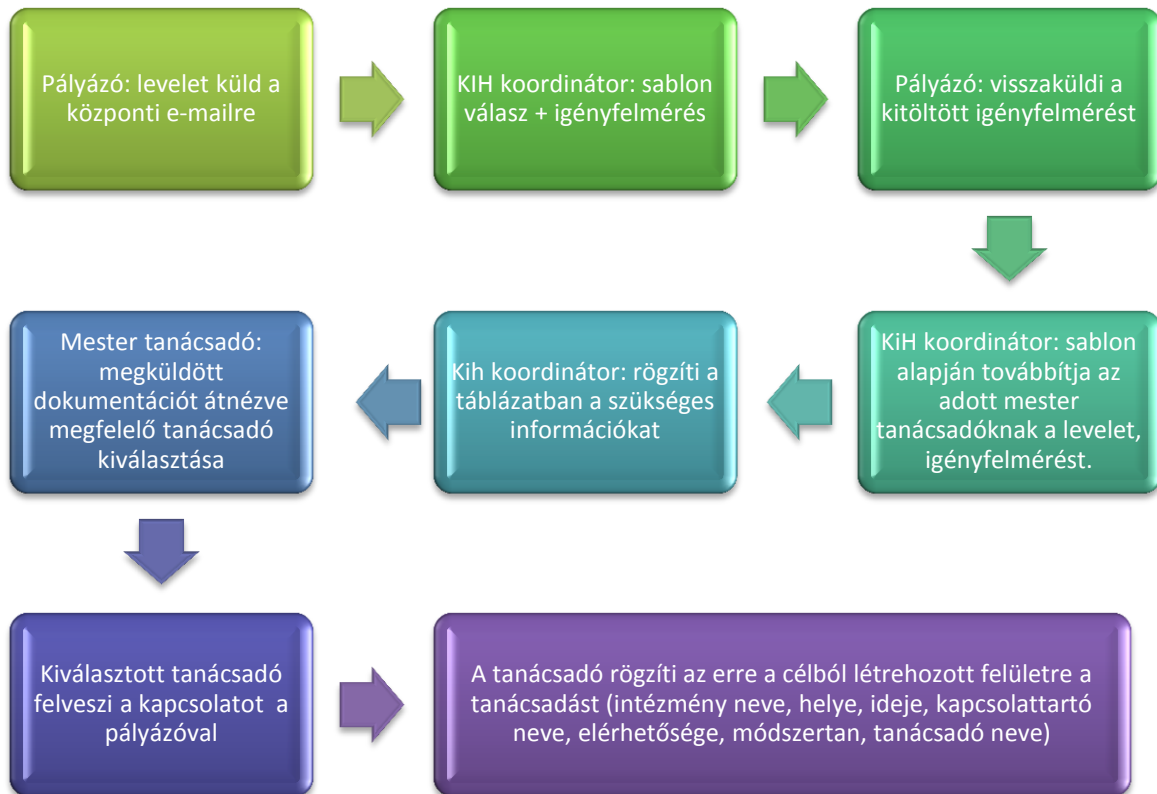 Pályázó: levelet küld a
központi e-mailre
KIH koordinátor: sablon
válasz + igényfelmérés
Pályázó: visszaküldi a
kitöltött igényfelmérést
KiH koordinátor: sablon
alapján továbbítja az
adott mester
tanácsadóknak a levelet,
igényfelmérést.
Kih koordinátor: rögzíti a
táblázatban a szükséges
információkat
Mester tanácsadó:
megküldött
dokumentációt átnézve
megfelelő tanácsadó
kiválasztása
Kiválasztott tanácsadó
felveszi a kapcsolatot a
pályázóval
A tanácsadó rögzíti az erre a célból létrehozott felületre a
tanácsadást (intézmény neve, helye, ideje, kapcsolattartó
neve, elérhetősége, módszertan, tanácsadó neve)